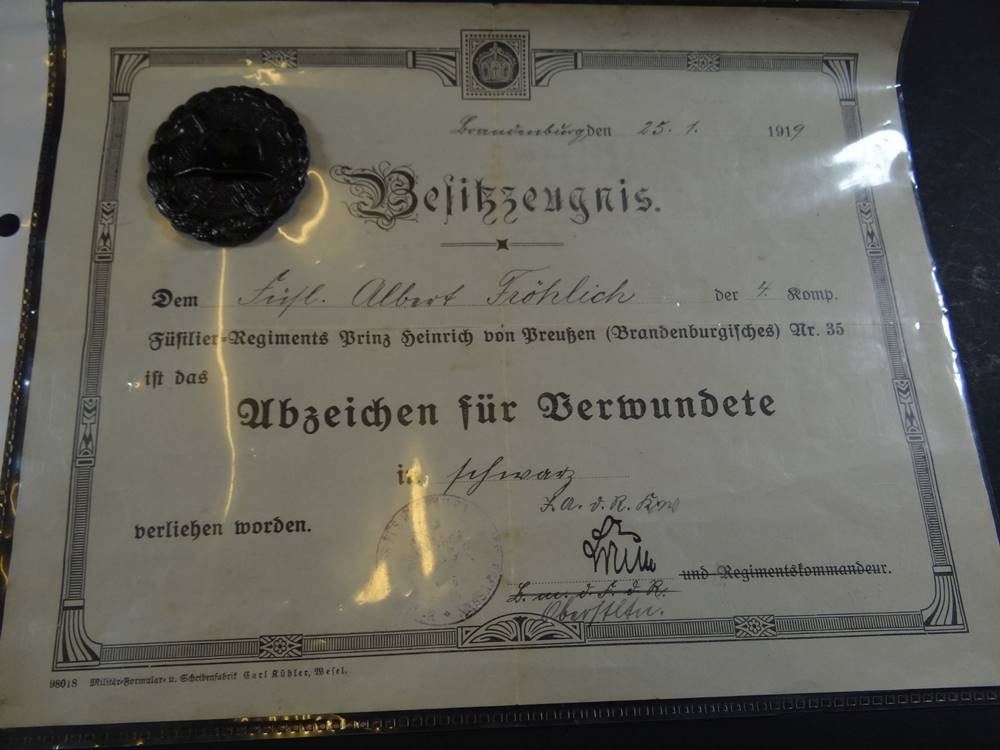 Brandenburg, den 25. 1. 1919
Besitzzeugnis.
Dem Füsl. Albert Fröhlich der 4. Komp.
Füsilier-Regiments Prinz Heinrich von Preußen (Brandenburgisches) Nr. 35
ist das
Abzeichen für Verwundete
in schwarz
verliehen worden.
und Regimentskommandeur.
B. m. d. F. d. R.
Oberstltn.
98018 Militär-Formular- u. Scheibenfabrik Carl Kühler, Wesel.